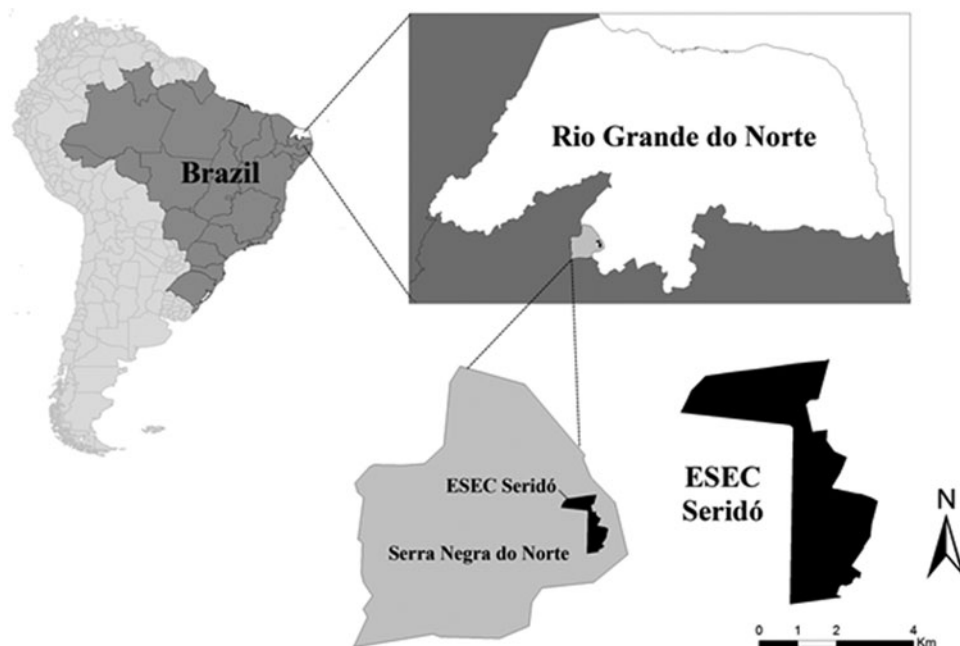 Brazil
Rio Grande do Norte
ESEC Seridó
Serra Negra do Norte
ESEC
Seridó
N
0 1 2 4
Km